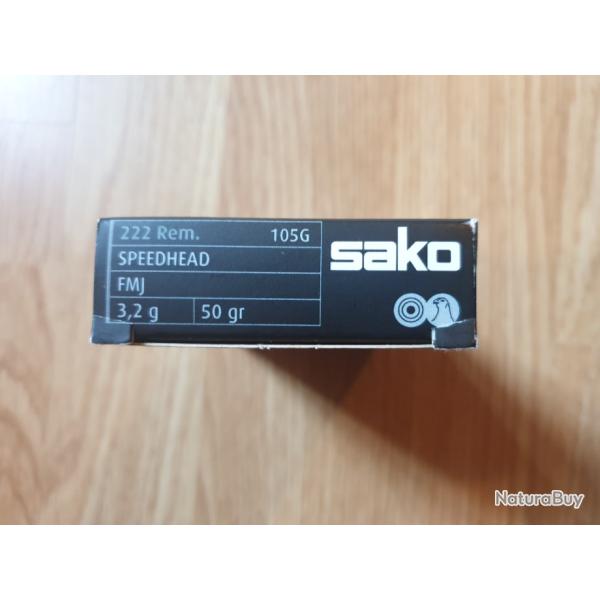 222 Rem. 105G
SPEEDHEAD
FMJ
3,2 g 50 gr
sako
NaturaBuy